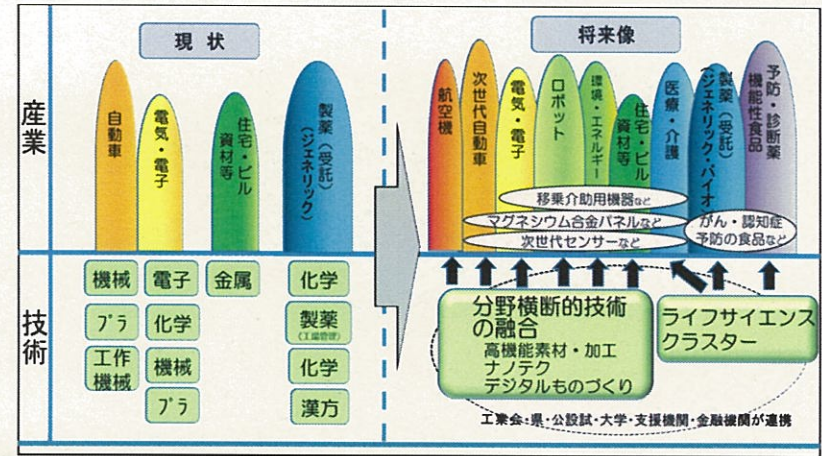 現 状
将来像
産業
自動車
電気・電子
住宅・ビル
資材等
製薬（受託）
（ジェネリック）
航空機
次世代自動車
電気・電子
ロボット
環境・エネルギー
住宅・ビル
資材等
医療・介護
製薬（受託）
（ジェネリック・バイオ）
予防・診断薬
機能性食品
移乗介助用機器など
マグネシウム合金パネルなど
次世代センサーなど
がん・認知症
予防の食品など
技術
機械
電子
金属
化学
プラ
化学
製薬
（工場管理）
工作
機械
機械
化学
プラ
漢方
分野横断的技術
の融合
高機能素材・加工
ナノテク
デジタルものづくり
ライフサイエンス
クラスター
工業会・県・公設試・大学・支援機関・金融機関が連携